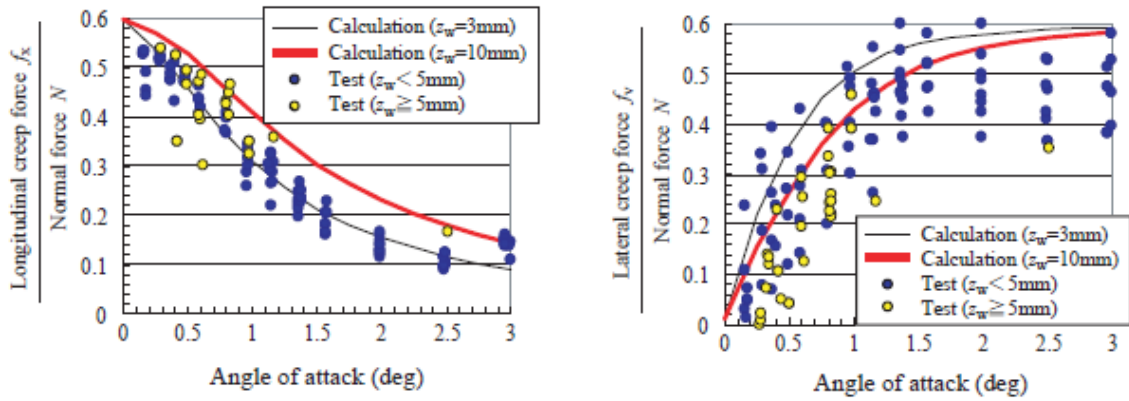 Longitudinal creep force fx
Normal force N
0.6
0.5
0.4
0.3
0.2
0.1
0
Calculation (zw=3mm)
Calculation (zw=10mm)
Test (zw＜5mm)
Test (zw≧5mm)
0 0.5 1 1.5 2 2.5 3
Angle of attack (deg)
Lateral creep force fy
Normal force N
0.6
0.5
0.4
0.3
0.2
0.1
0
Calculation (zw=3mm)
Calculation (zw=10mm)
Test (zw＜5mm)
Test (zw≧5mm)
0 0.5 1 1.5 2 2.5 3
Angle of attack (deg)